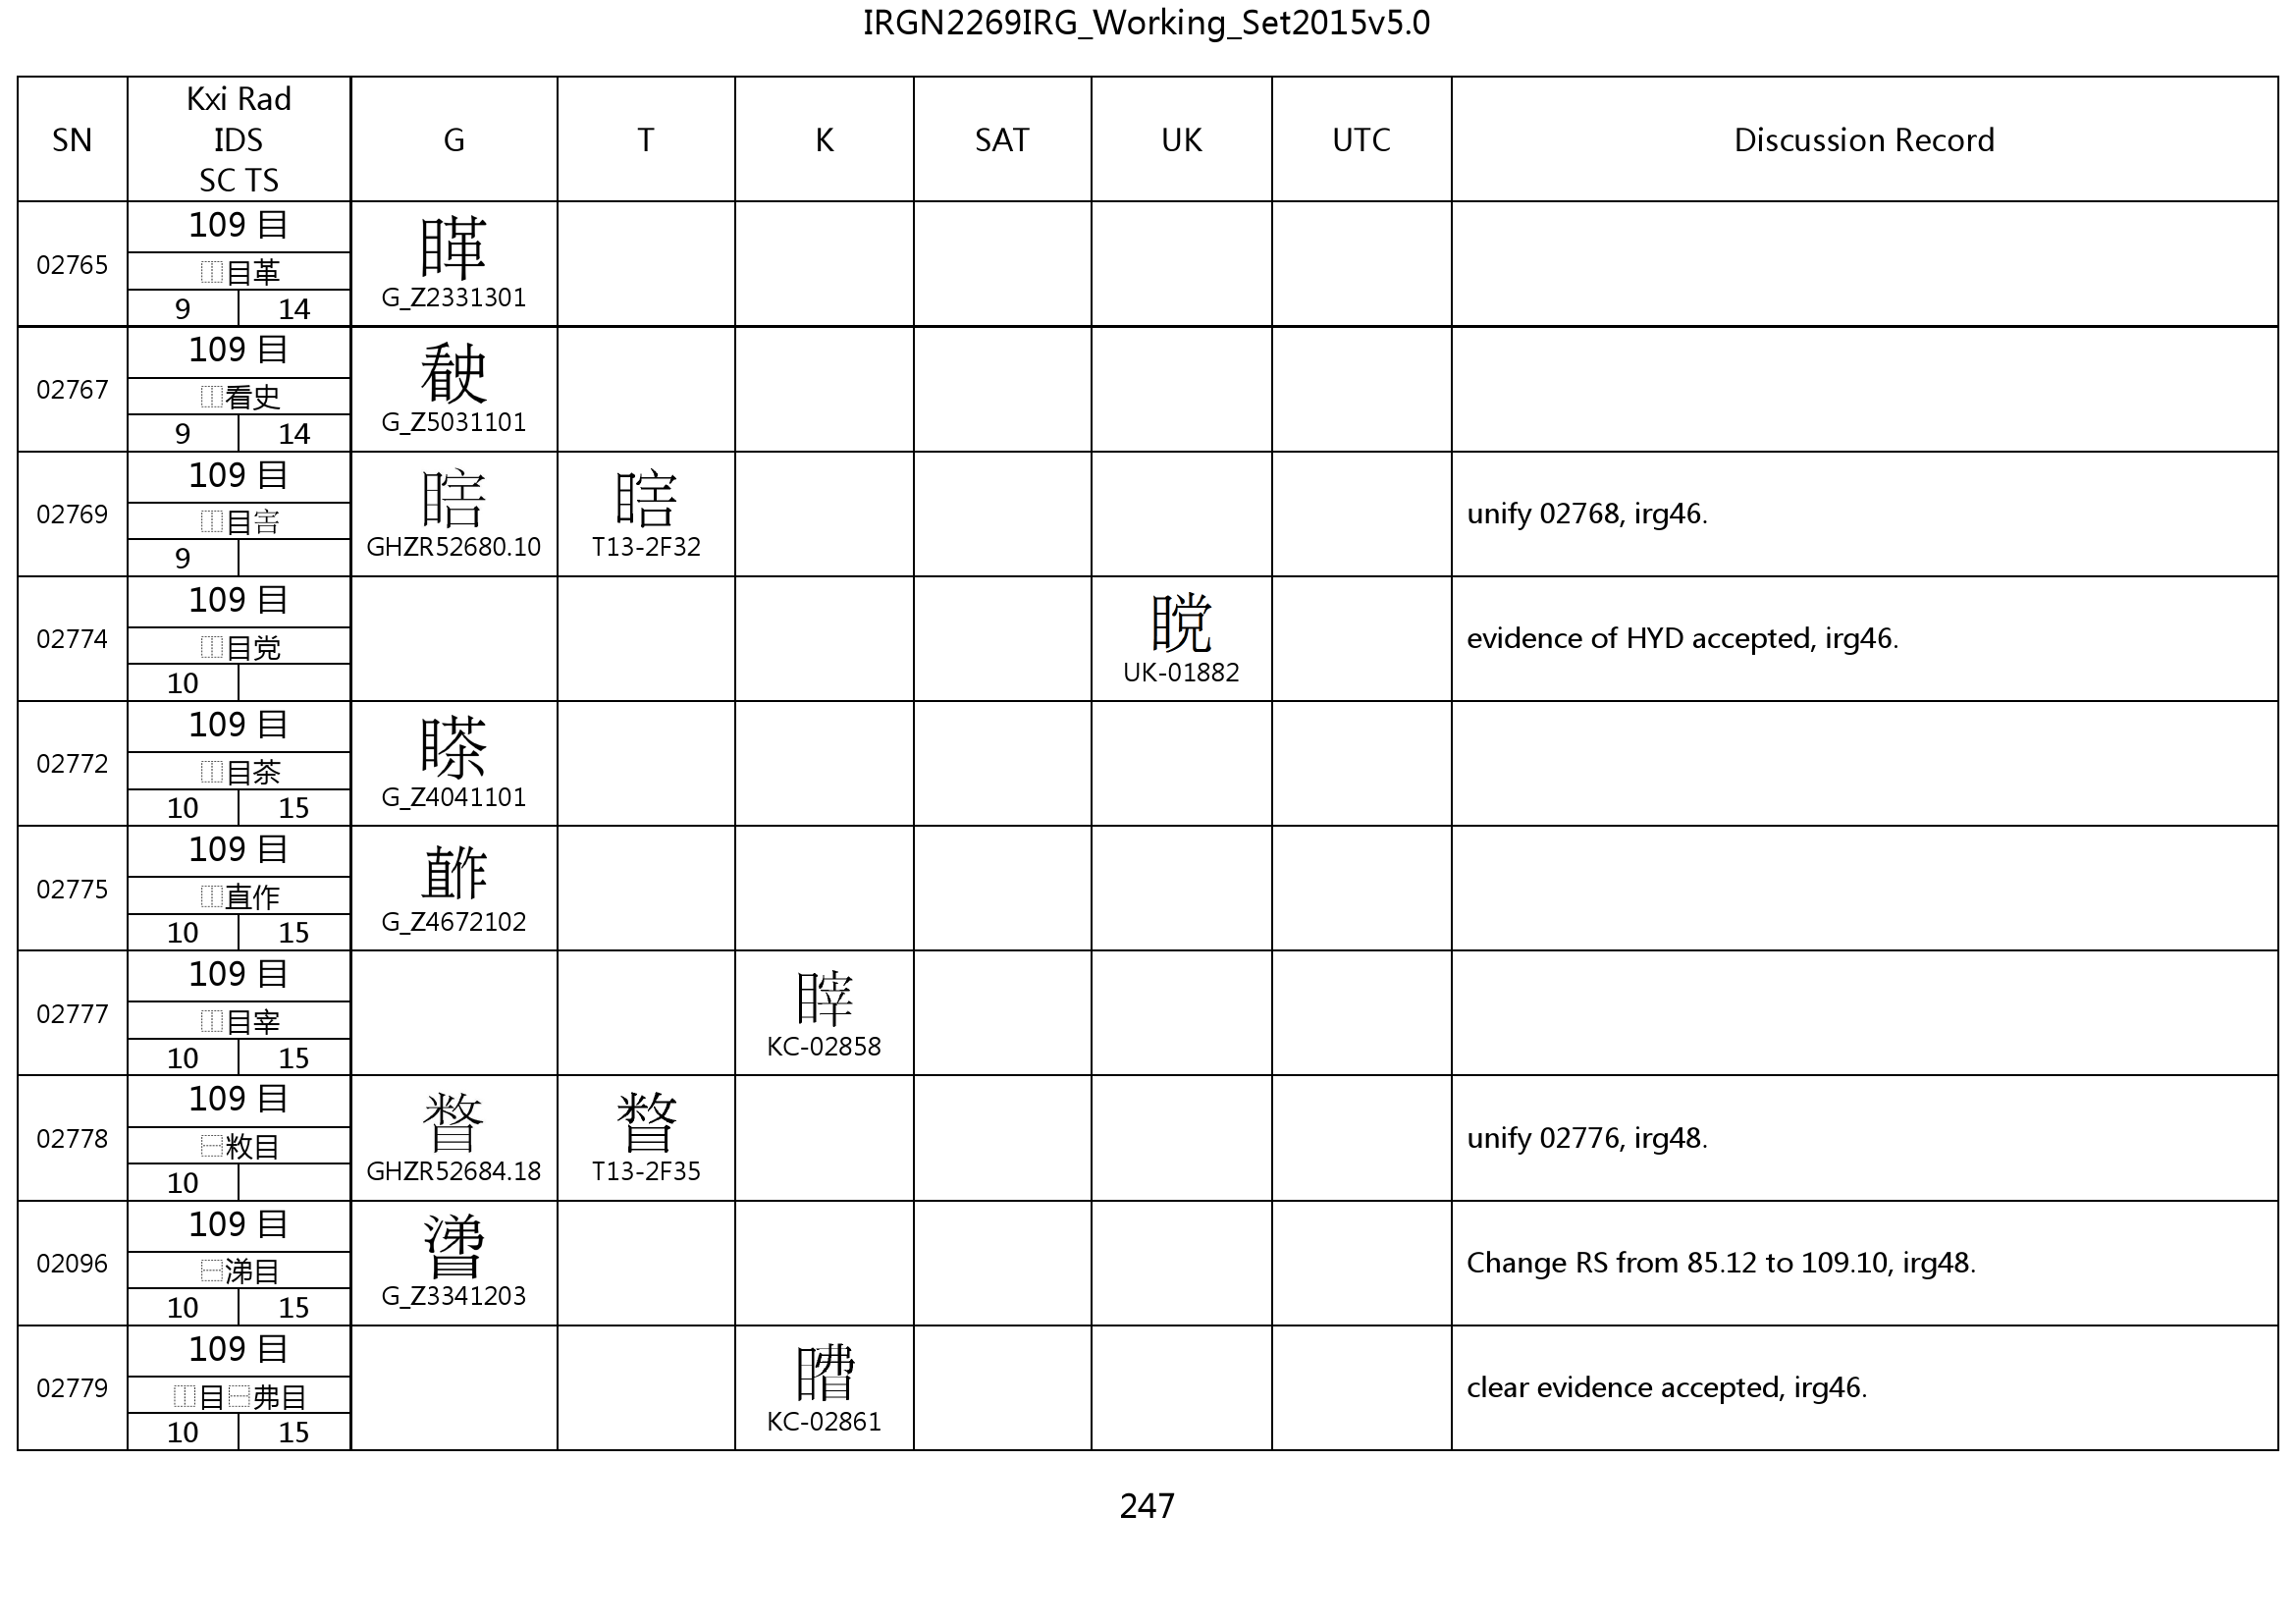 IRGN2269IRG_Working_Set2015v5.0
SN
Kxi Rad
IDS
SC TS
G
T
K
SAT
UK
UTC
Discussion Record
02765
109 目
⿰目革
9 14
G_Z2331301
02767
109 目
⿰看史
9 14
G_Z5031101
02769
109 目
⿰目
9
GHZR52680.10
T13-2F32
unify 02768, irg46.
02774
109 目
⿰目党
10
⿰目党
UK-01882
evidence of HYD accepted, irg46.
02772
109 目
⿰目茶
10 15
G_Z4041101
02775
109 目
⿰直作
10 15
G_Z4672102
02777
109 目
⿰目宰
10 15
KC-02858
02778
109 目
⿱敉目
10
GHZR52684.18
T13-2F35
unify 02776, irg48.
02096
109 目
⿱涕目
10 15
G_Z3341203
Change RS from 85.12 to 109.10, irg48.
02779
109 目
⿰目⿱弗目
10 15
KC-02861
clear evidence accepted, irg46.
247